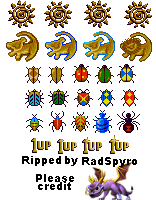 1up 1up 1up 1up
Ripped by RadSpyro
Please
credit